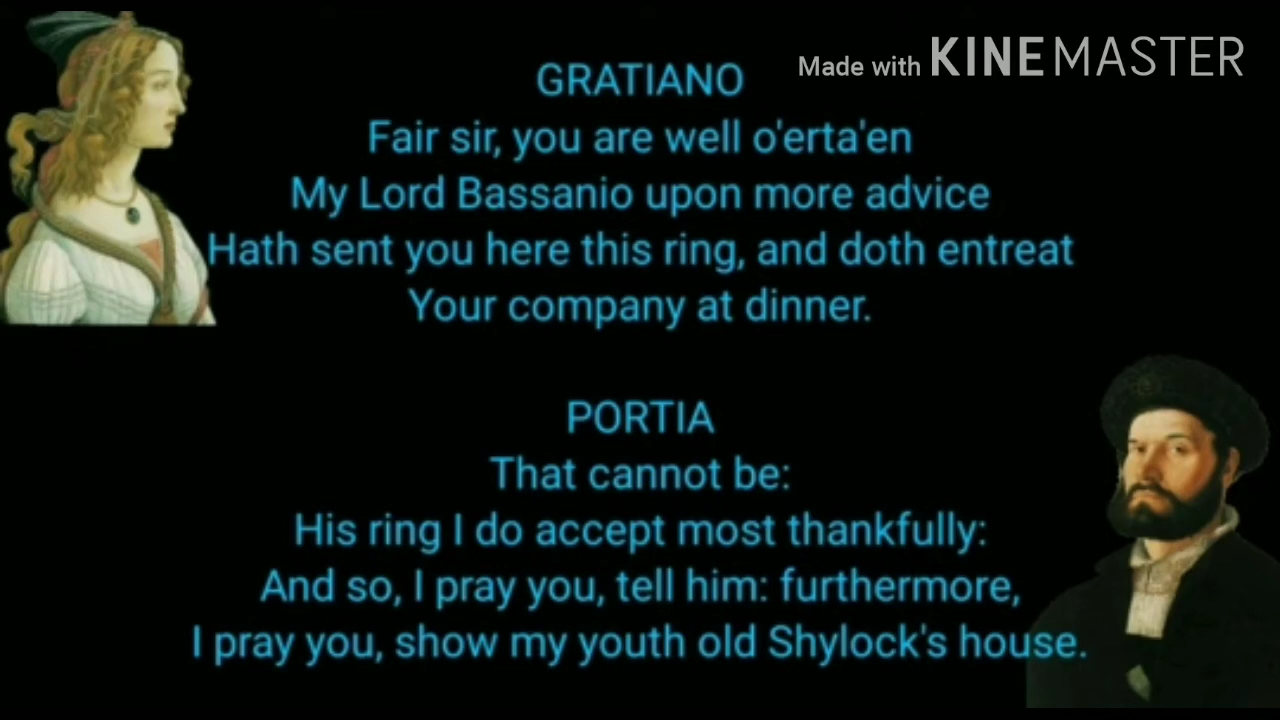 Made with KINEMASTER
GRATIANO
Fair sir, you are well o'erta'en
My Lord Bassanio upon more advice
Hath sent you here this ring, and doth entreat
Your company at dinner.
PORTIA
That cannot be:
His ring I do accept most thankfully:
And so, I pray you, tell him: furthermore,
I pray you, show my youth old Shylock's house.